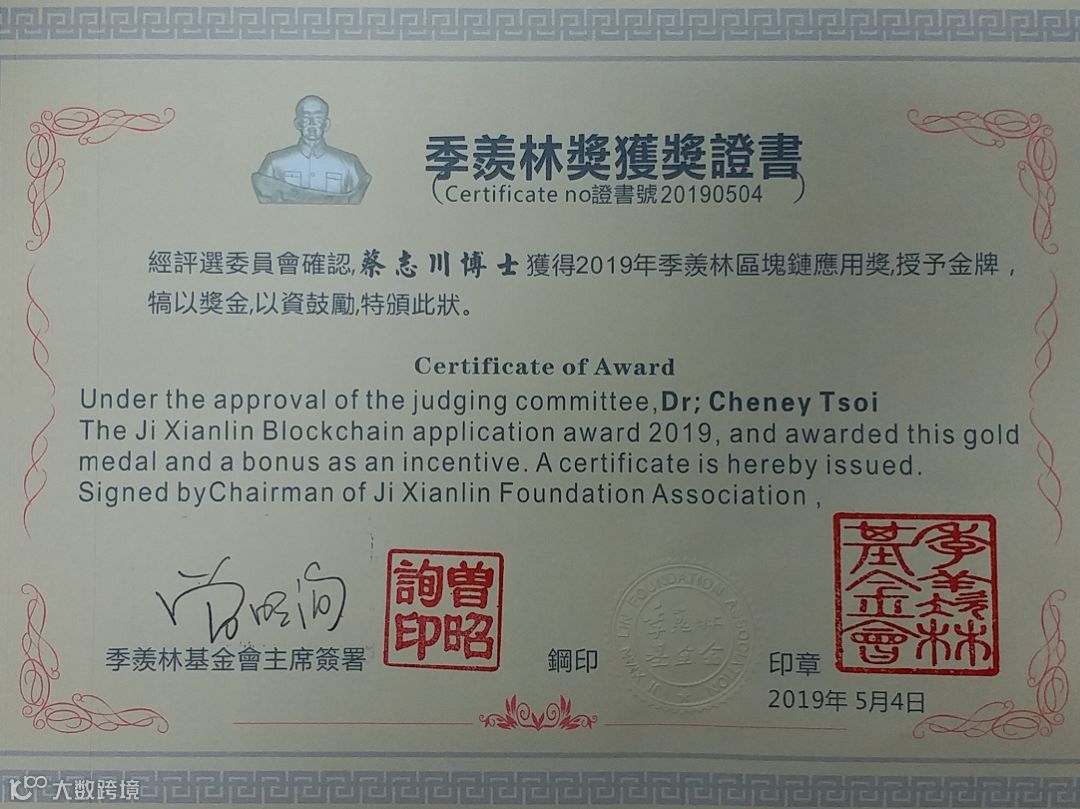 季羨林獎獲獎證書
(Certificate no證書號20190504)
經評選委員會確認,蔡志川博士獲得2019年季羨林區塊鏈應用獎,授予金牌，
犒以獎金,以資鼓勵,特頒此狀。
Certificate of Award
Under the approval of the judging committee,Dr; Cheney Tsoi
The Ji Xianlin Blockchain application award 2019, and awarded this gold
medal and a bonus as an incentive. A certificate is hereby issued.
Signed byChairman of Ji Xianlin Foundation Association ,
曾昭
詢印
季羨林
基金會
季羨林基金會主席簽署
鋼印
印章
2019年 5月4日
大数跨境